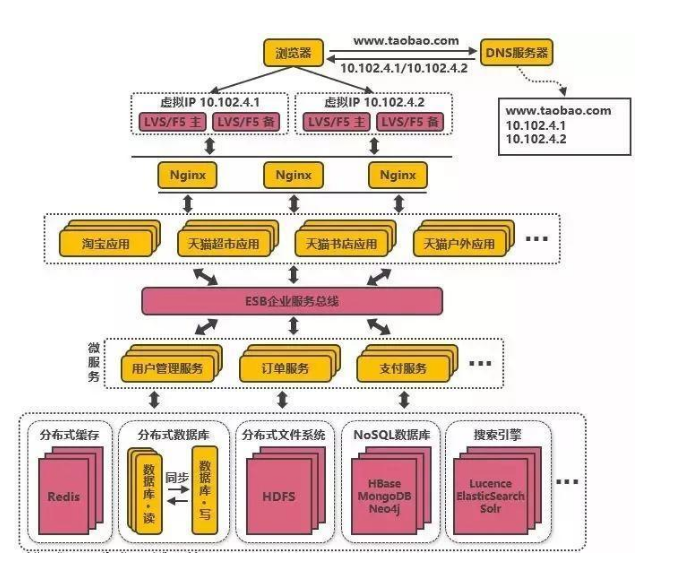 www.taobao.com
浏览器
DNS服务器
10.102.4.1/10.102.4.2
虚拟IP 10.102.4.1
虚拟IP 10.102.4.2
LVS/F5 主
LVS/F5 备
LVS/F5 主
LVS/F5 备
www.taobao.com
10.102.4.1
10.102.4.2
Nginx
Nginx
Nginx
淘宝应用
天猫超市应用
天猫书店应用
天猫户外应用
...
ESB企业服务总线
微服务
用户管理服务
订单服务
支付服务
...
分布式缓存
分布式数据库
分布式文件系统
NoSQL数据库
搜索引擎
Redis
数据库·读
同步
数据库·写
HDFS
HBase
MongoDB
Neo4j
Lucence
ElasticSearch
Solr
...